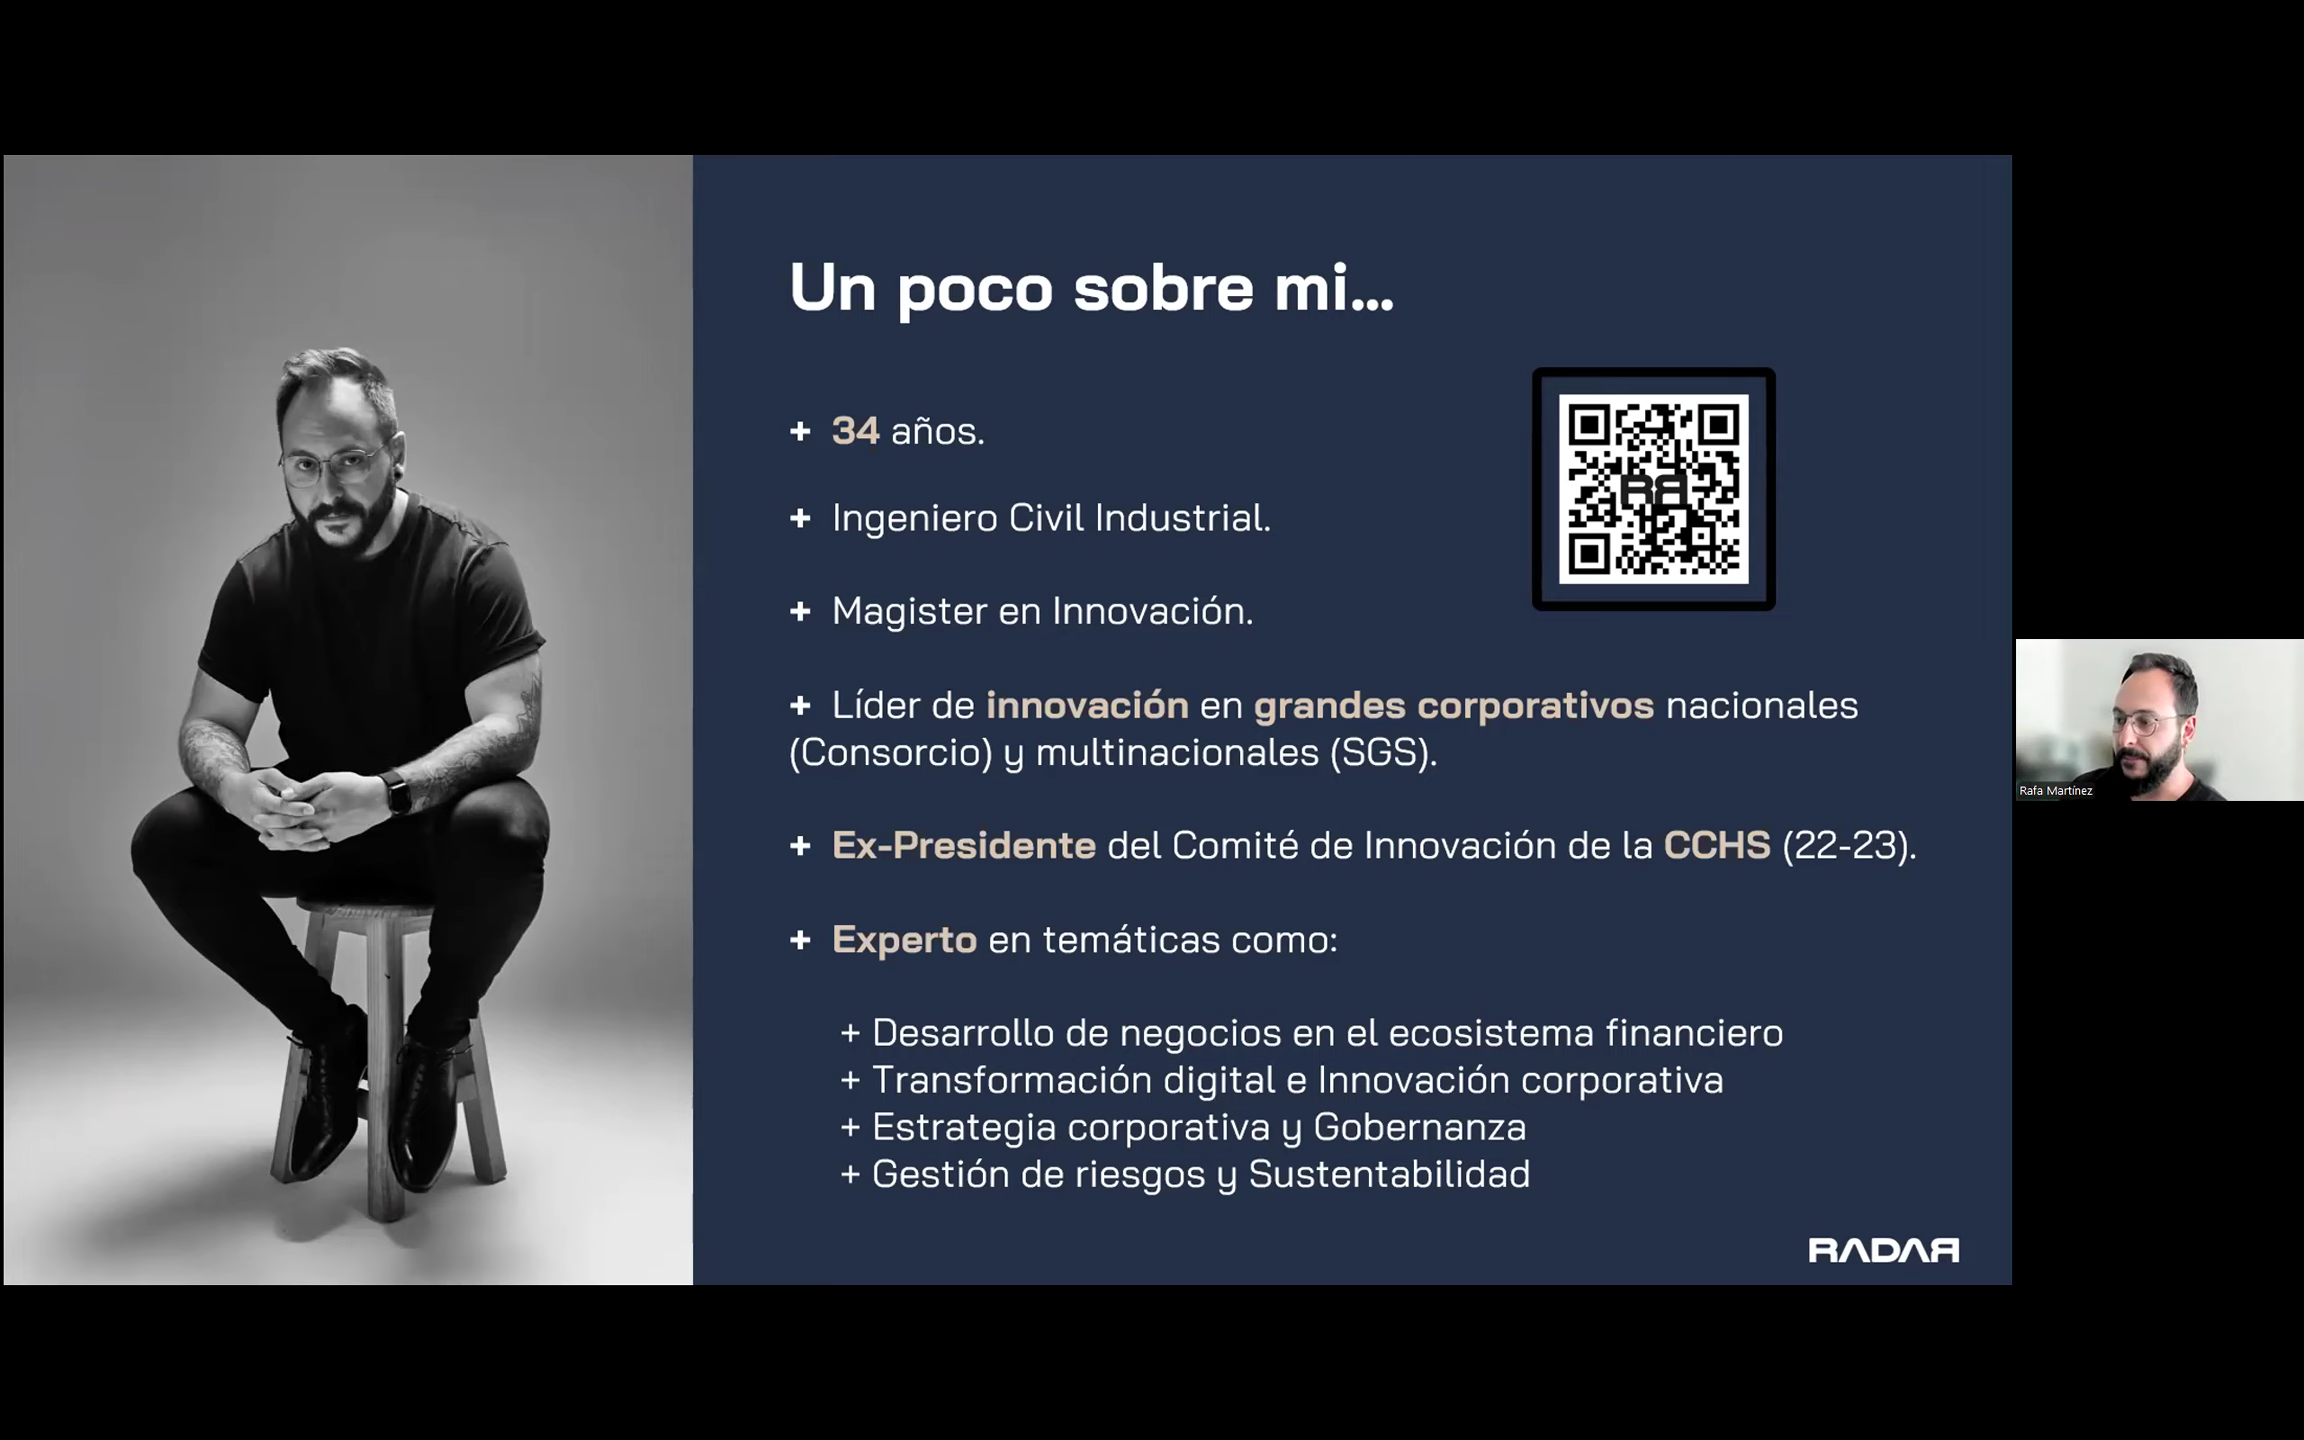 Un poco sobre mi...
+ 34 años.
+ Ingeniero Civil Industrial.
+ Magister en Innovación.
+ Líder de innovación en grandes corporativos nacionales
(Consorcio) y multinacionales (SGS).
+ Ex-Presidente del Comité de Innovación de la CCHS (22-23).
+ Experto en temáticas como:
+ Desarrollo de negocios en el ecosistema financiero
+ Transformación digital e Innovación corporativa
+ Estrategia corporativa y Gobernanza
+ Gestión de riesgos y Sustentabilidad
RADAR
Rafa Martínez